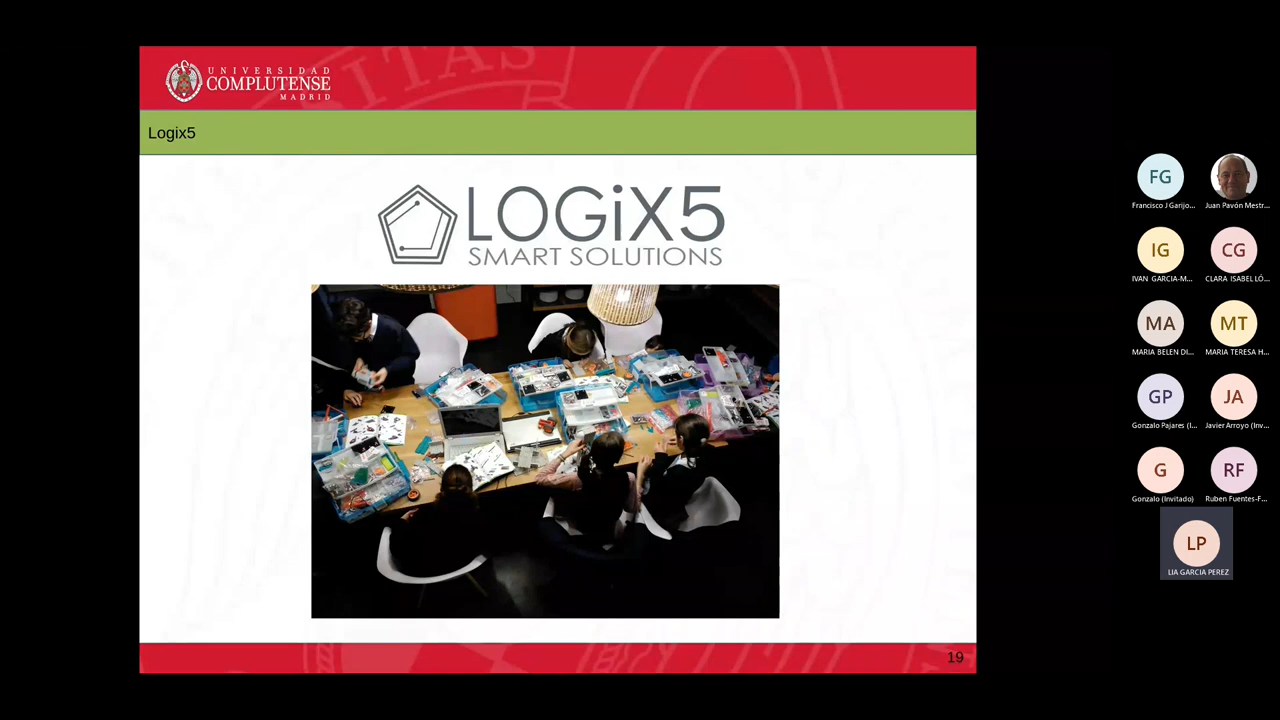 UNIVERSIDAD
COMPLUTENSE
MADRID
Logix5
LOGiX5
SMART SOLUTIONS
19
FG
Francisco J Garijo...
Juan Pavón Mestr...
IG
IVAN GARCIA-M...
CG
CLARA ISABEL LÓ...
MA
MARIA BELEN DI...
MT
MARIA TERESA H...
GP
Gonzalo Pajares (I...
JA
Javier Arroyo (Inv...
G
Gonzalo (Invitado)
RF
Ruben Fuentes-F...
LP
LIA GARCIA PEREZ